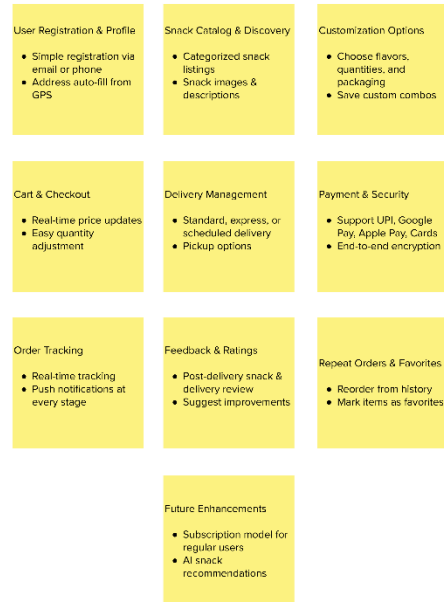 User Registration & Profile
● Simple registration via
email or phone
● Address auto-fill from
GPS
Snack Catalog & Discovery
● Categorized snack
listings
● Snack images &
descriptions
Customization Options
● Choose flavors,
quantities, and
packaging
● Save custom combos
Cart & Checkout
● Real-time price updates
● Easy quantity
adjustment
Delivery Management
● Standard, express, or
scheduled delivery
● Pickup options
Payment & Security
● Support UPI, Google
Pay, Apple Pay, Cards
● End-to-end encryption
Order Tracking
● Real-time tracking
● Push notifications at
every stage
Feedback & Ratings
● Post-delivery snack &
delivery review
● Suggest improvements
Repeat Orders & Favorites
● Reorder from history
● Mark items as favorites
Future Enhancements
● Subscription model for
regular users
● AI snack
recommendations